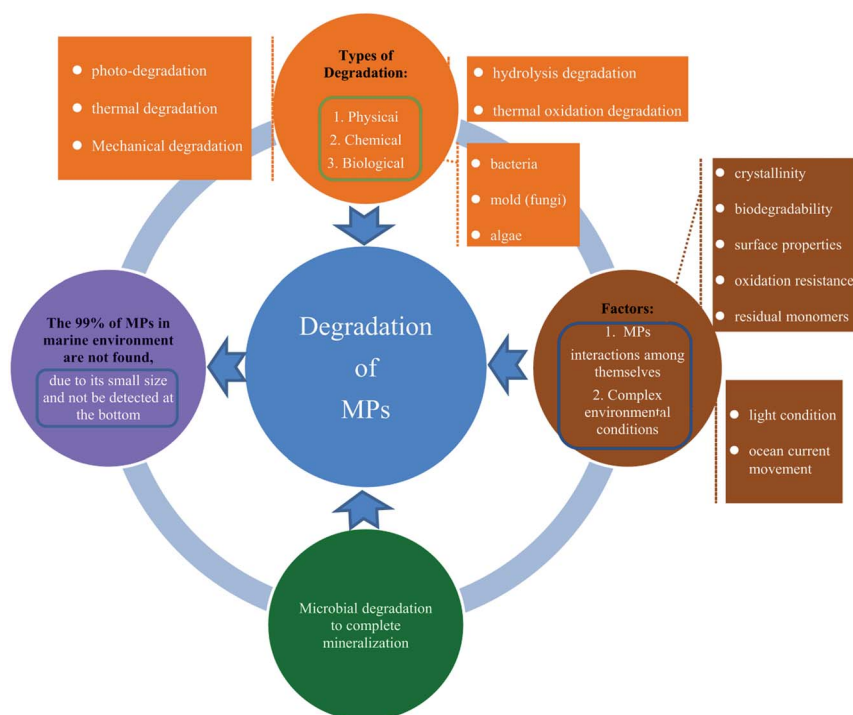 Types of
Degradation:
1. Physicai
2. Chemical
3. Biological
photo-degradation
thermal degradation
Mechanical degradation
hydrolysis degradation
thermal oxidation degradation
bacteria
mold (fungi)
algae
crystallinity
biodegradability
surface properties
oxidation resistance
residual monomers
Factors:
1. MPs
interactions among
themselves
2. Complex
environmental
conditions
light condition
ocean current
movement
The 99% of MPs in
marine environment
are not found,
due to its small size
and not be detected at
the bottom
Degradation
of
MPs
Microbial degradation
to complete
mineralization